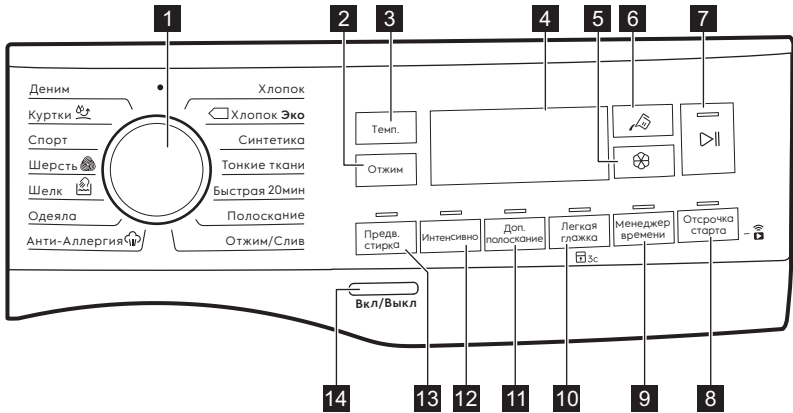 1
2
3
4
5
6
7
Деним
Куртки
Спорт
Шерсть
Шелк
Одеяла
Анти-Аллергия
Хлопок
Хлопок Эко
Синтетика
Тонкие ткани
Быстрая 20мин
Полоскание
Отжим/Слив
Темп.
Отжим
Предв.
стирка
Интенсивно
Доп.
полоскание
Легкая
глажка
Менеджер
времени
Отсрочка
старта
3с
Вкл/Выкл
14
13
12
11
10
9
8